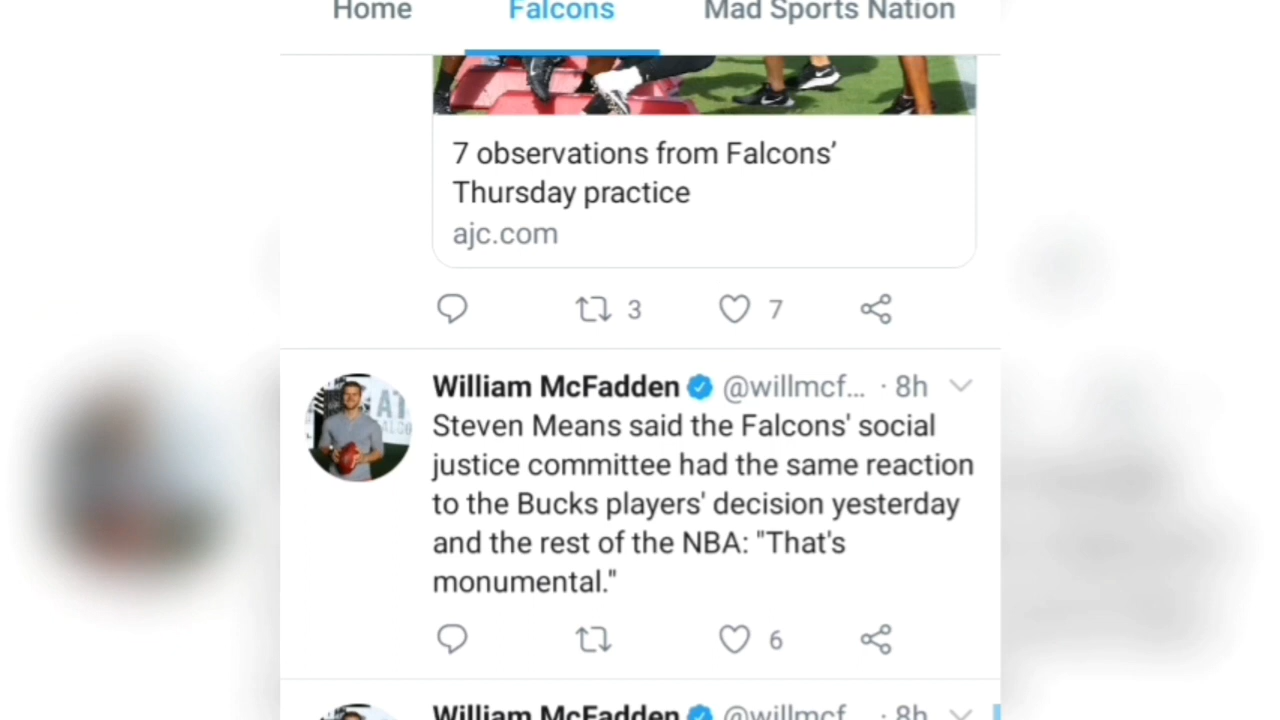 Home Falcons Mad Sports Nation
7 observations from Falcons’
Thursday practice
ajc.com
3 7
William McFadden @willmcf... · 8h
Steven Means said the Falcons' social
justice committee had the same reaction
to the Bucks players' decision yesterday
and the rest of the NBA: "That's
monumental."
6
William McFadden @willmcf... · 8h